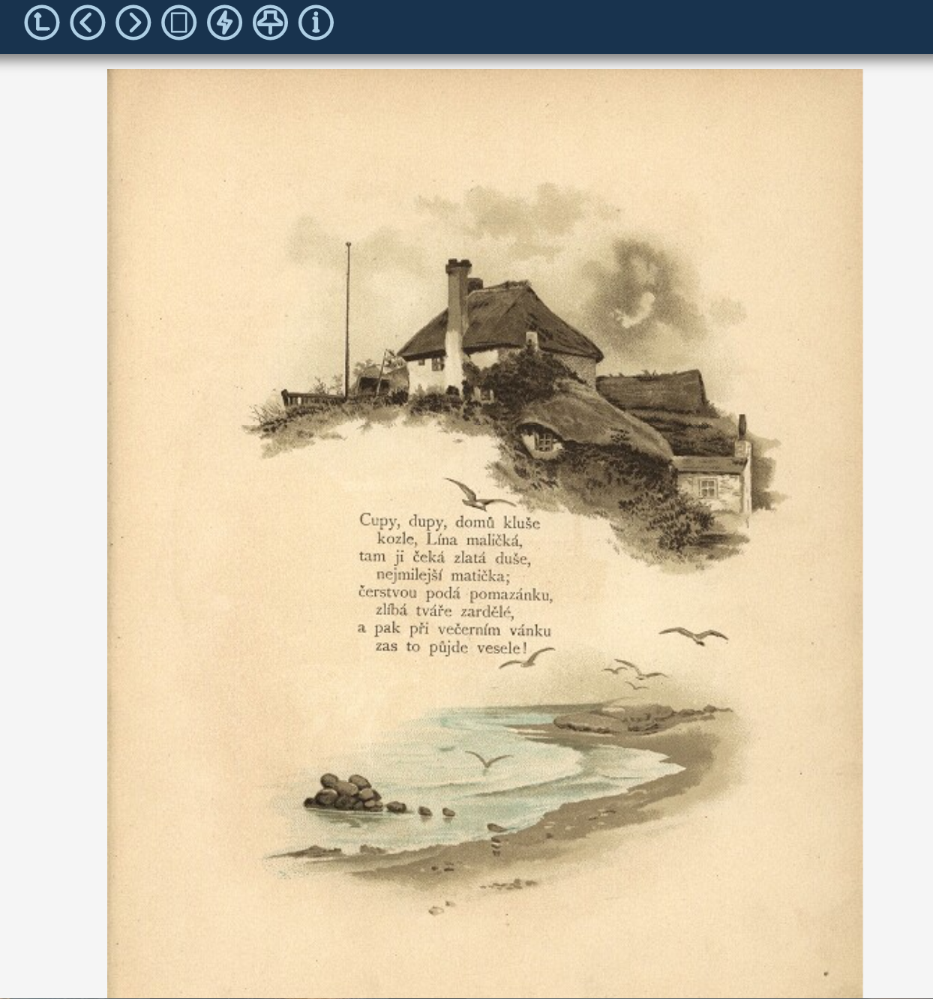 Cupy, dupy, domů kluše
kozle, Lína maličká,
tam ji čeká zlatá duše,
nejmilejší matička;
čerstvou podá pomazánku,
zlíbá tváře zardělé,
a pak při večerním vánku
zas to půjde vesele!